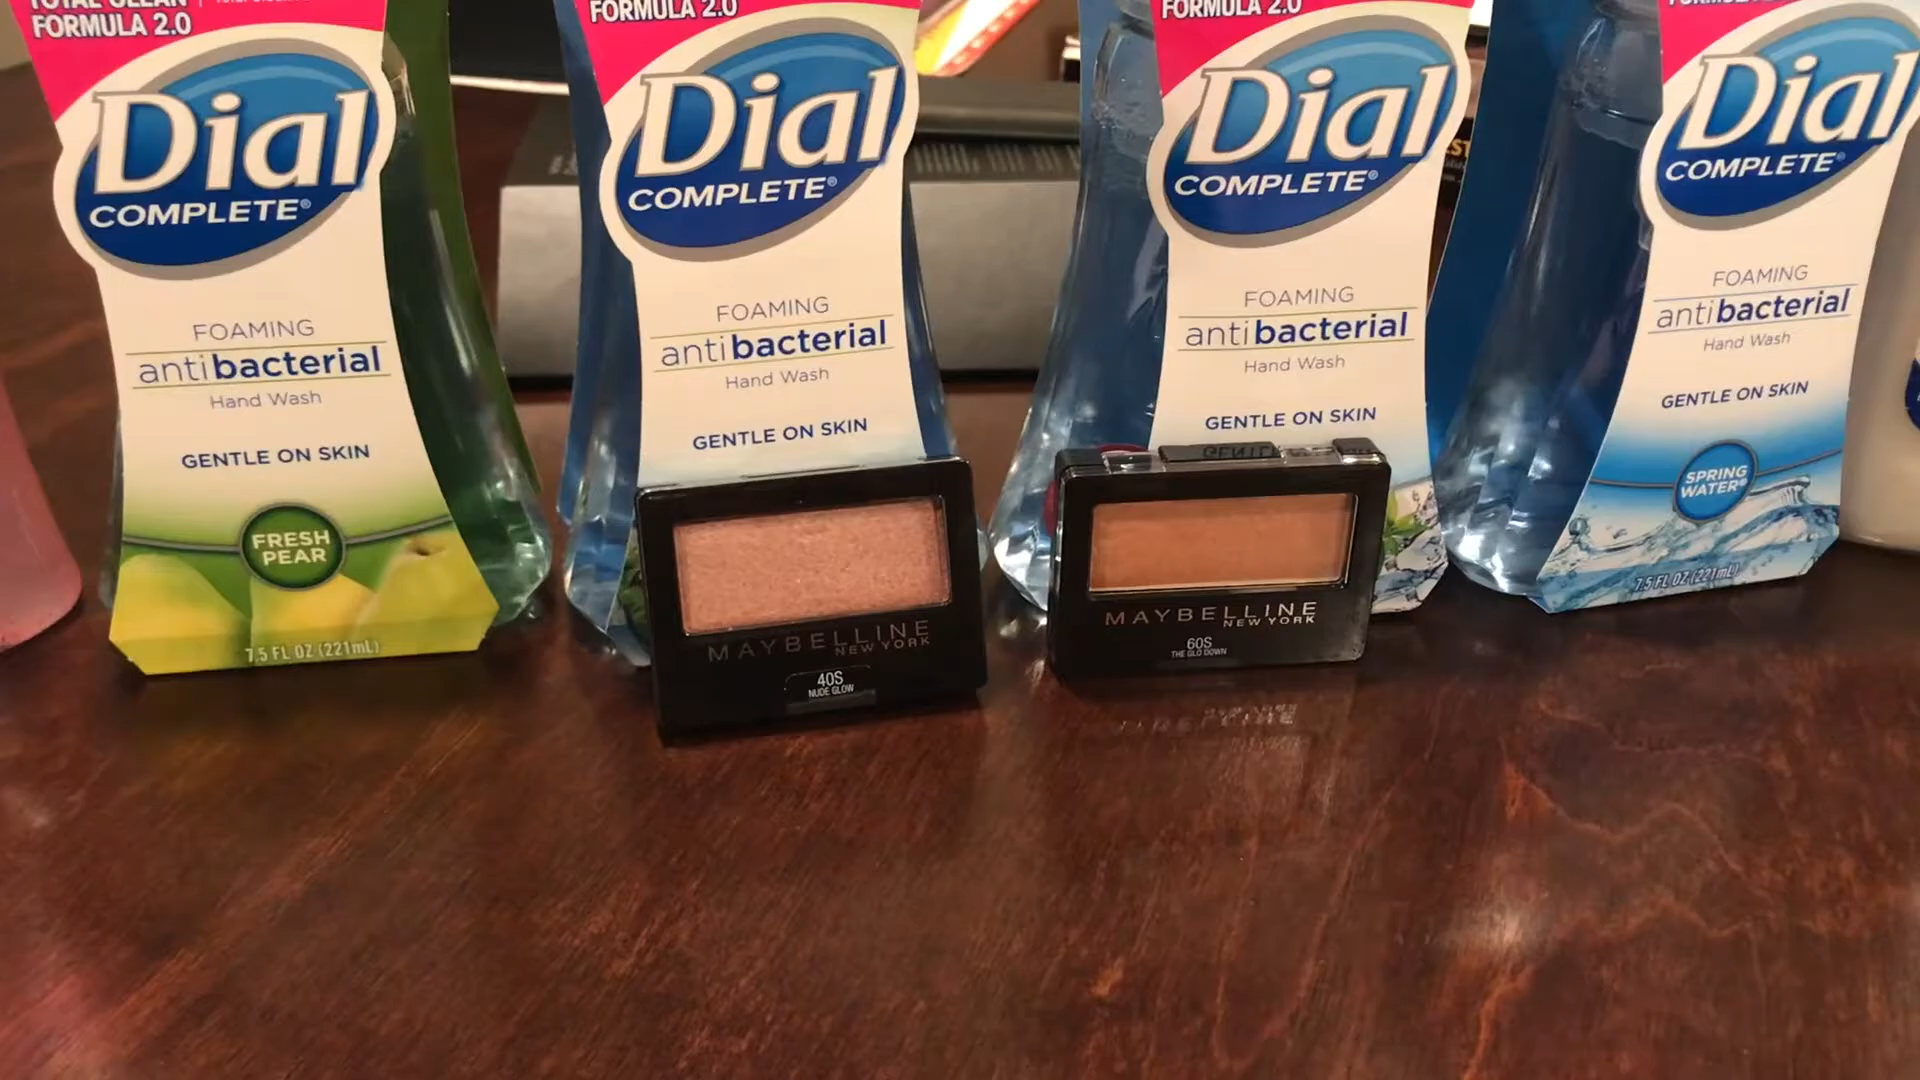 TOTAL CLEAN
FORMULA 2.0
Dial
COMPLETE®
FOAMING
antibacterial
Hand Wash
GENTLE ON SKIN
FRESH
PEAR
7.5 FL OZ (221mL)
FORMULA 2.0
Dial
COMPLETE®
FOAMING
antibacterial
Hand Wash
GENTLE ON SKIN
MAYBELLINE
NEW YORK
40S
NUDE GLOW
FORMULA 2.0
Dial
COMPLETE®
FOAMING
antibacterial
Hand Wash
GENTLE ON SKIN
MAYBELLINE
NEW YORK
60S
THE GLO DOWN
Dial
COMPLETE®
FOAMING
antibacterial
Hand Wash
GENTLE ON SKIN
SPRING
WATER®
7.5 FL OZ (221mL)